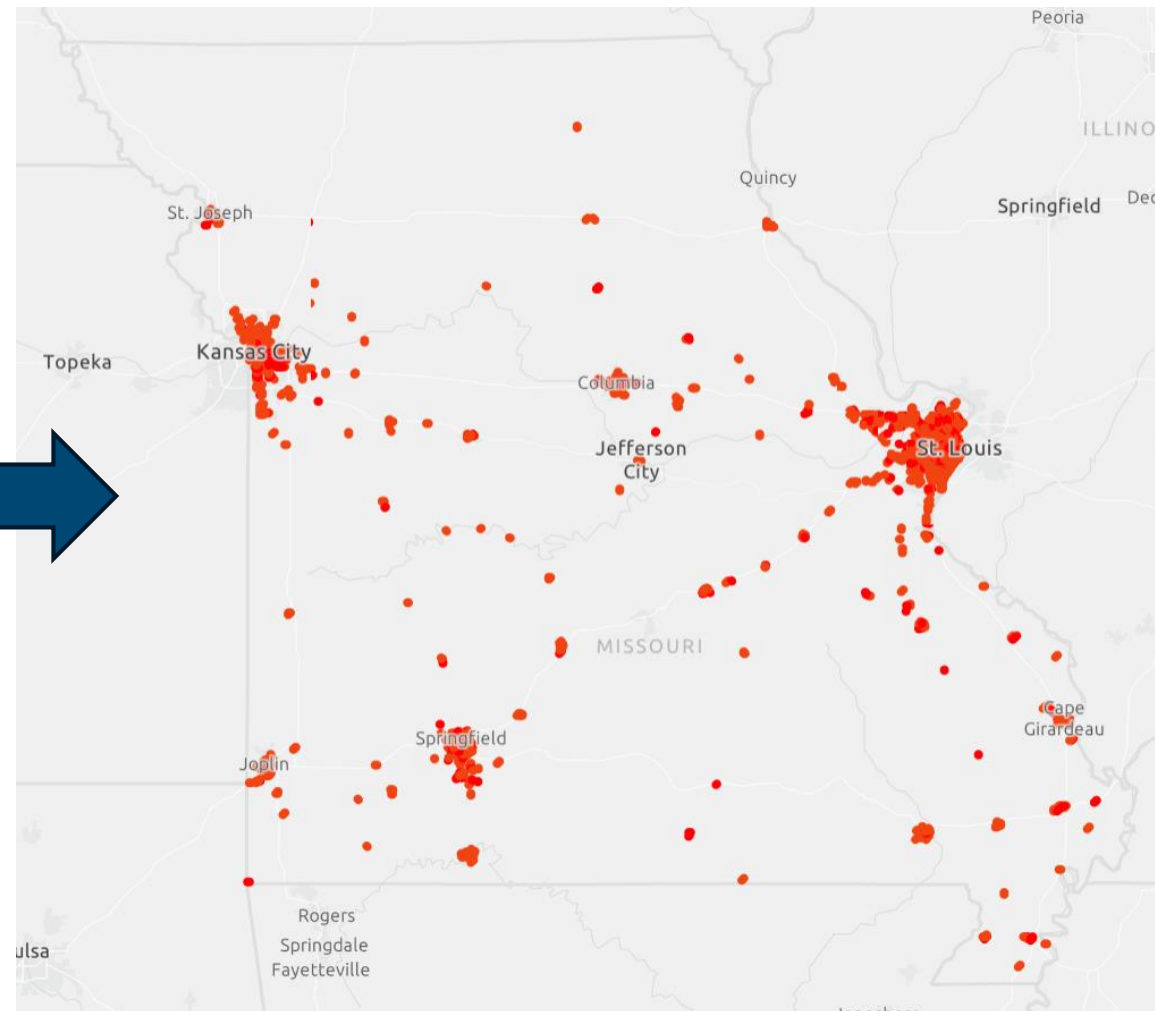 Peoria
ILLINO
Quincy
St. Joseph
Springfield
Dec
Kansas City
Topeka
Columbia
Jefferson
City
St. Louis
MISSOURI
Cape
Girardeau
Springfield
Joplin
Rogers
Springdale
Fayetteville
ulsa